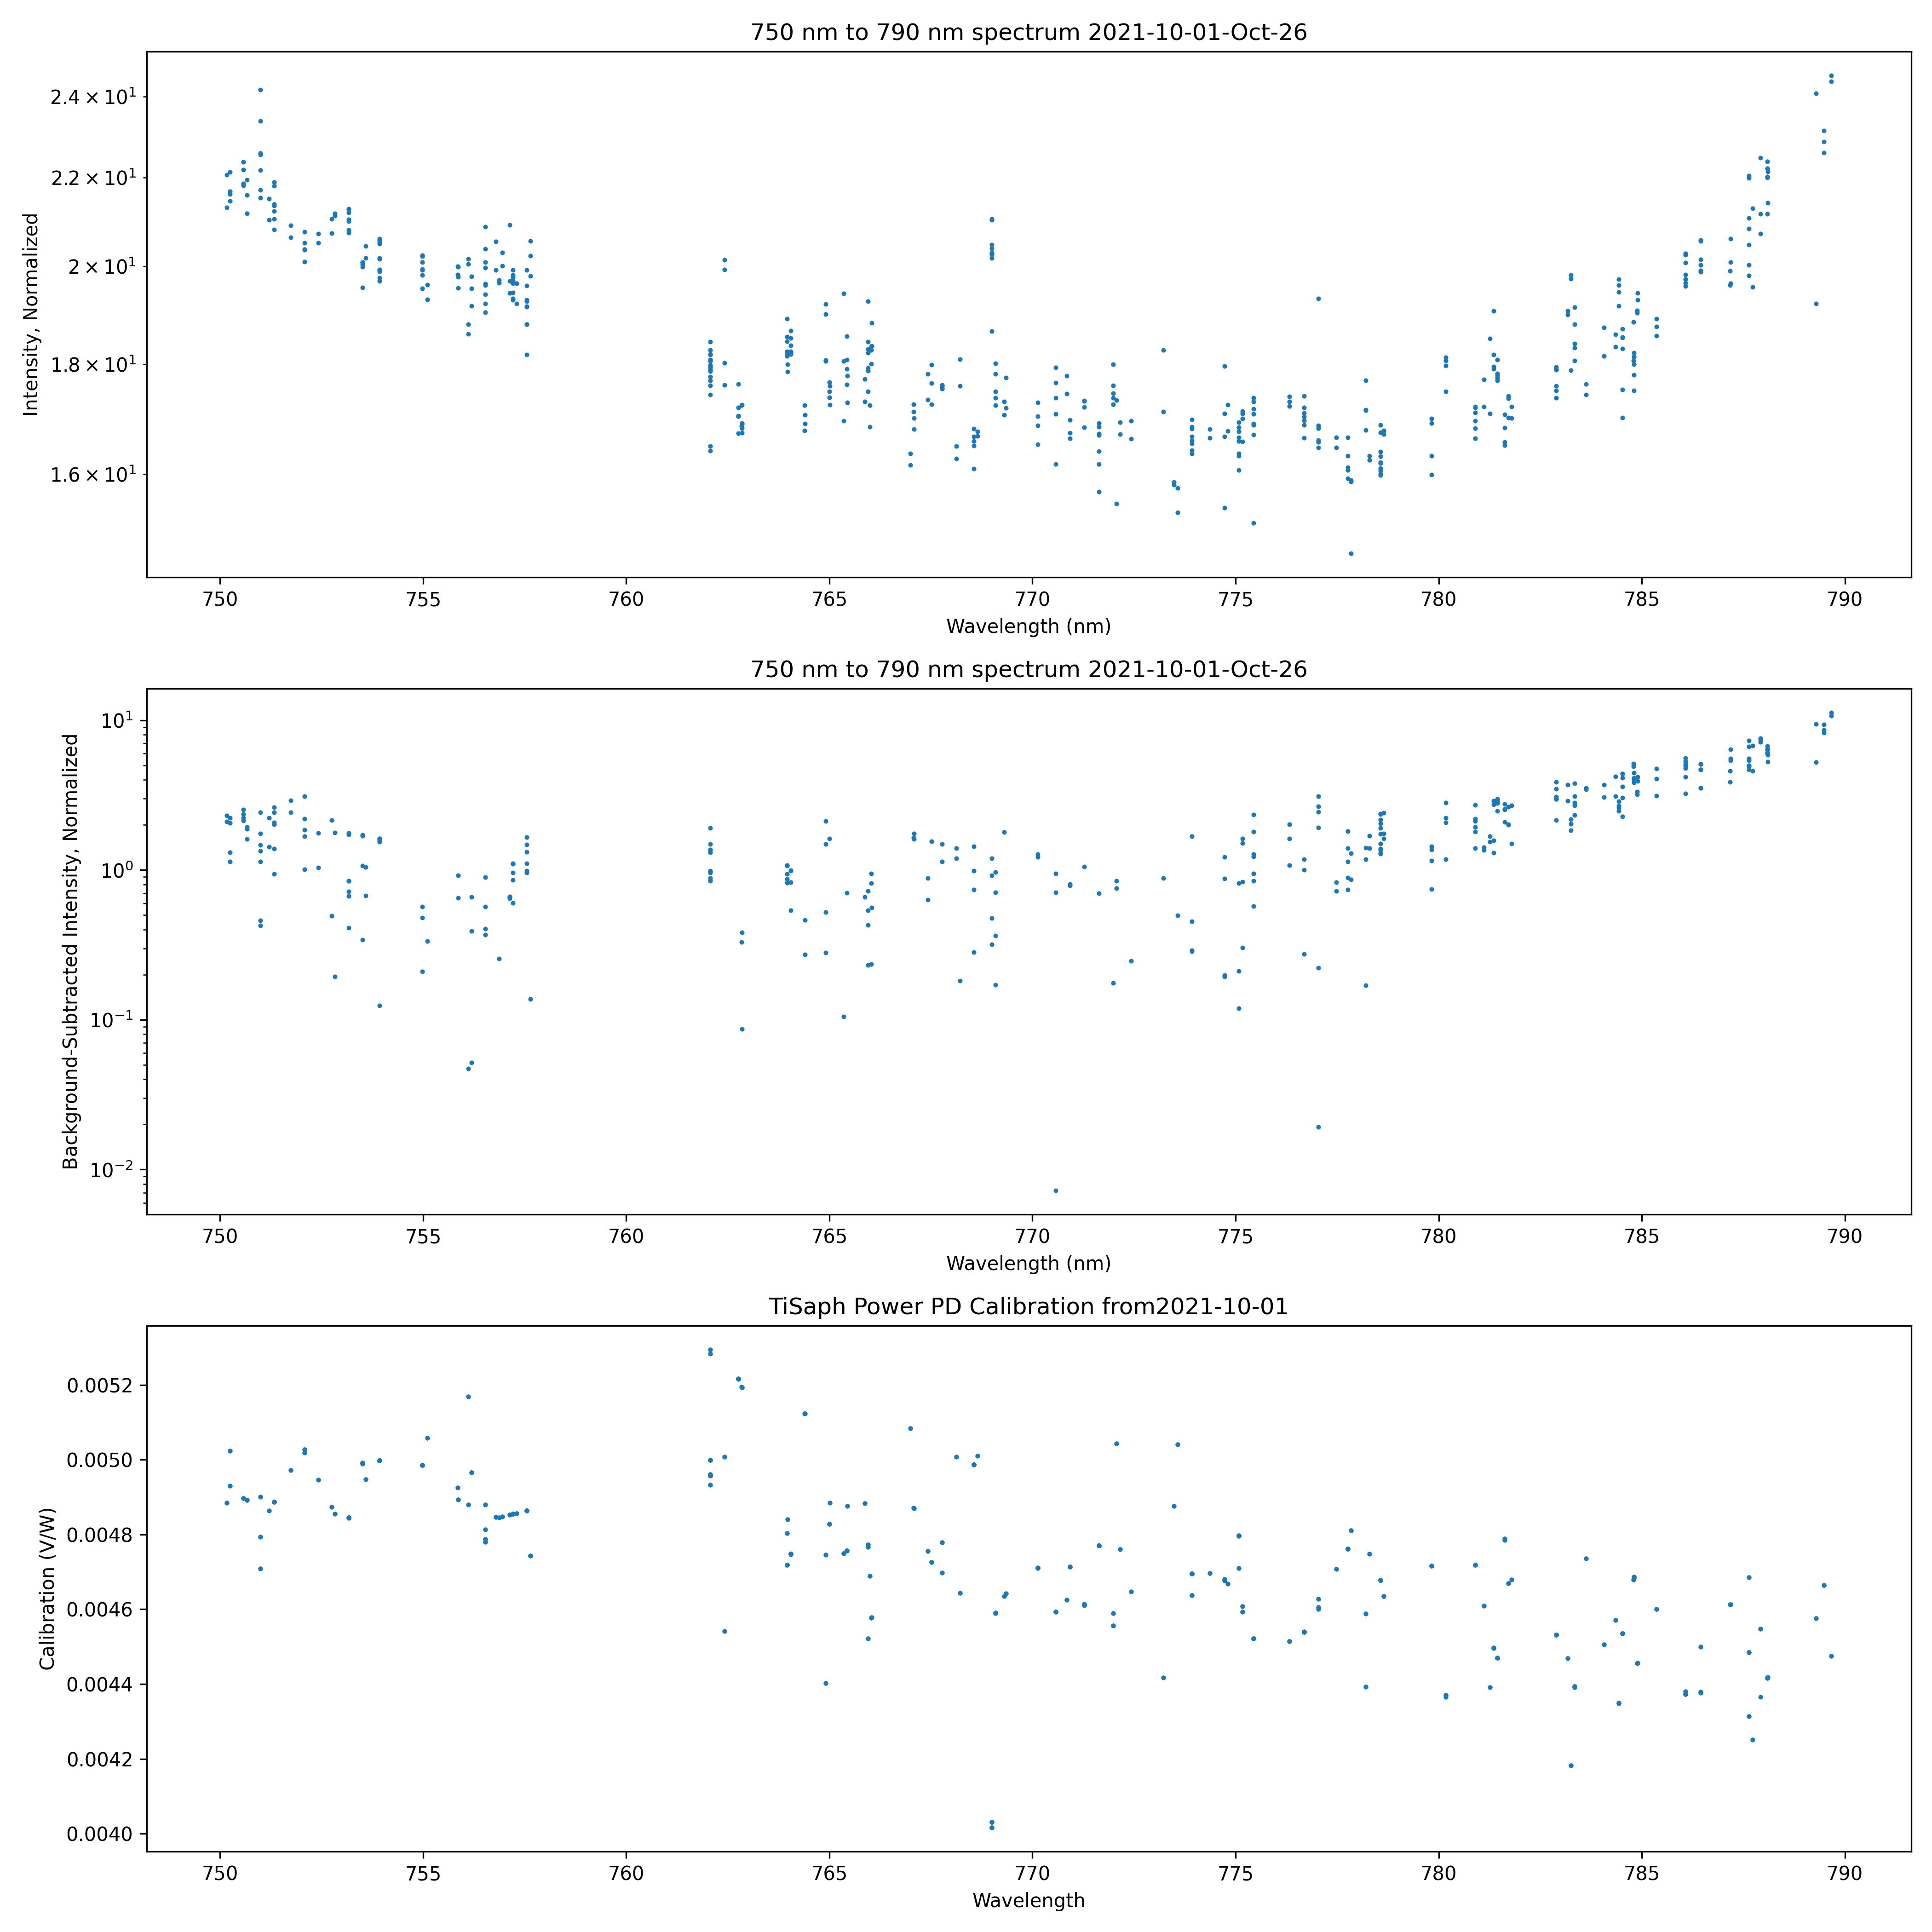 750 nm to 790 nm spectrum 2021-10-01-Oct-26
Intensity, Normalized
2.4 × 10¹
2.2 × 10¹
2 × 10¹
1.8 × 10¹
1.6 × 10¹
750 755 760 765 770 775 780 785 790
Wavelength (nm)
750 nm to 790 nm spectrum 2021-10-01-Oct-26
Background-Subtracted Intensity, Normalized
10¹
10⁰
10⁻¹
10⁻²
750 755 760 765 770 775 780 785 790
Wavelength (nm)
TiSaph Power PD Calibration from2021-10-01
Calibration (V/W)
0.0052
0.0050
0.0048
0.0046
0.0044
0.0042
0.0040
750 755 760 765 770 775 780 785 790
Wavelength